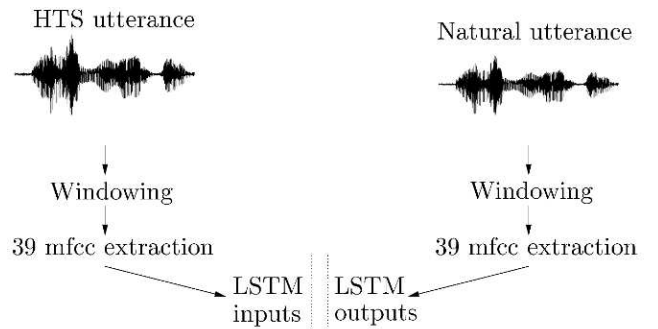 HTS utterance
Natural utterance
Windowing
Windowing
39 mfcc extraction
39 mfcc extraction
LSTM
inputs
LSTM
outputs